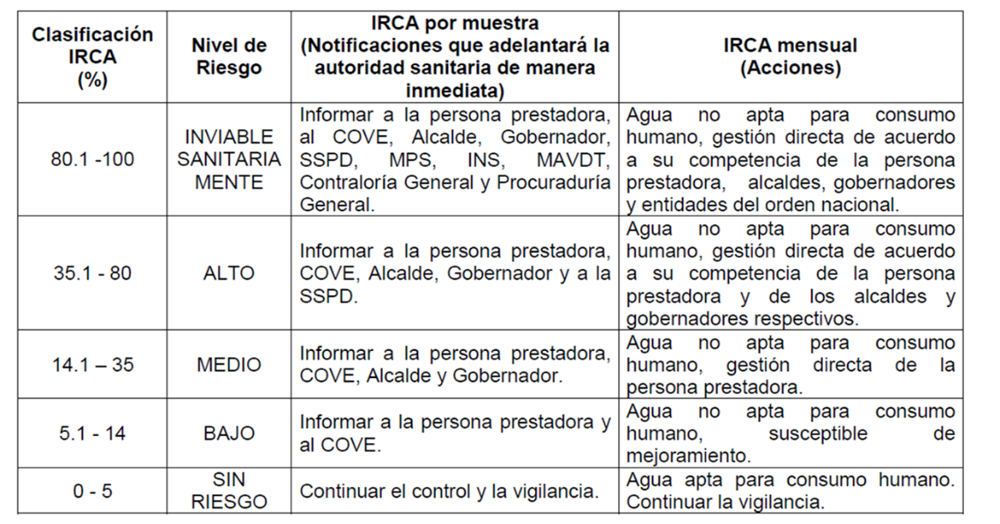 Clasificación
IRCA
(%)
Nivel de
Riesgo
IRCA por muestra
(Notificaciones que adelantará la
autoridad sanitaria de manera
inmediata)
IRCA mensual
(Acciones)
80.1 -100
INVIABLE
SANITARIA
MENTE
Informar a la persona prestadora,
al COVE, Alcalde, Gobernador,
SSPD, MPS, INS, MAVDT,
Contraloría General y Procuraduría
General.
Agua no apta para consumo
humano, gestión directa de acuerdo
a su competencia de la persona
prestadora, alcaldes, gobernadores
y entidades del orden nacional.
35.1 - 80
ALTO
Informar a la persona prestadora,
COVE, Alcalde, Gobernador y a la
SSPD.
Agua no apta para consumo
humano, gestión directa de acuerdo
a su competencia de la persona
prestadora y de los alcaldes y
gobernadores respectivos.
14.1 – 35
MEDIO
Informar a la persona prestadora,
COVE, Alcalde y Gobernador.
Agua no apta para consumo
humano, gestión directa de la
persona prestadora.
5.1 - 14
BAJO
Informar a la persona prestadora y
al COVE.
Agua no apta para consumo
humano, susceptible de
mejoramiento.
0 - 5
SIN
RIESGO
Continuar el control y la vigilancia.
Agua apta para consumo humano.
Continuar la vigilancia.